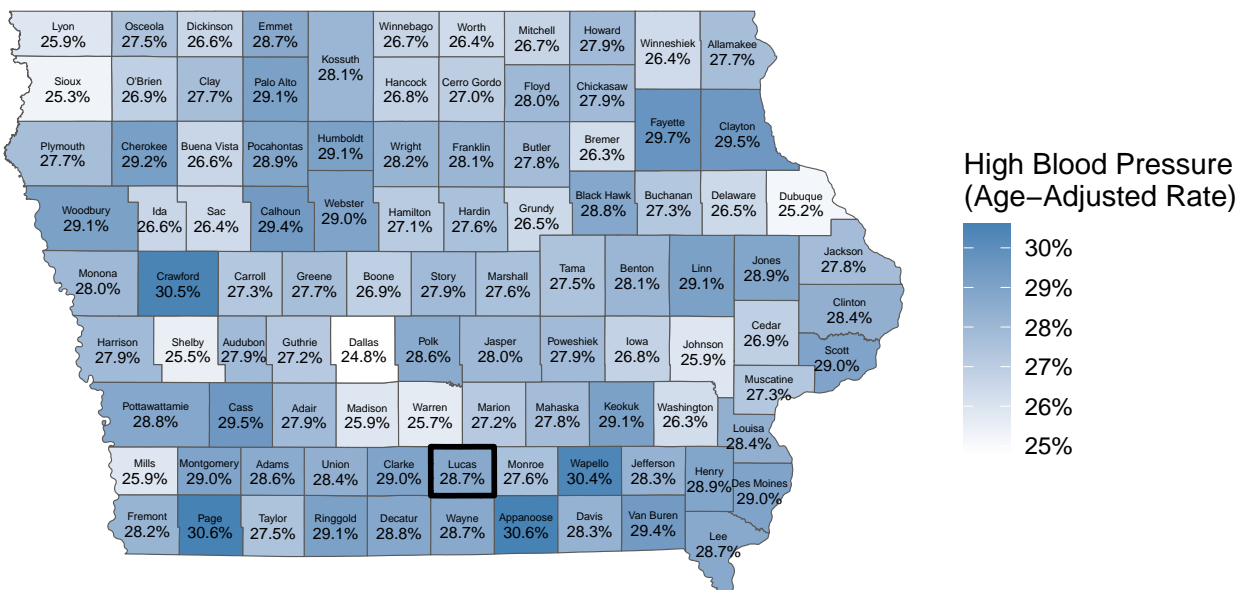 Lyon
25.9%
Osceola
27.5%
Dickinson
26.6%
Emmet
28.7%
Kossuth
28.1%
Winnebago
26.7%
Worth
26.4%
Mitchell
26.7%
Howard
27.9%
Winneshiek
26.4%
Allamakee
27.7%
Sioux
25.3%
O'Brien
26.9%
Clay
27.7%
Palo Alto
29.1%
Hancock
26.8%
Cerro Gordo
27.0%
Floyd
28.0%
Chickasaw
27.9%
Fayette
29.7%
Clayton
29.5%
Plymouth
27.7%
Cherokee
29.2%
Buena Vista
26.6%
Pocahontas
28.9%
Humboldt
29.1%
Wright
28.2%
Franklin
28.1%
Butler
27.8%
Bremer
26.3%
Woodbury
29.1%
Ida
26.6%
Sac
26.4%
Calhoun
29.4%
Webster
29.0%
Hamilton
27.1%
Hardin
27.6%
Grundy
26.5%
Black Hawk
28.8%
Buchanan
27.3%
Delaware
26.5%
Dubuque
25.2%
Monona
28.0%
Crawford
30.5%
Carroll
27.3%
Greene
27.7%
Boone
26.9%
Story
27.9%
Marshall
27.6%
Tama
27.5%
Benton
28.1%
Linn
29.1%
Jones
28.9%
Jackson
27.8%
Clinton
28.4%
Harrison
27.9%
Shelby
25.5%
Audubon
27.9%
Guthrie
27.2%
Dallas
24.8%
Polk
28.6%
Jasper
28.0%
Poweshiek
27.9%
Iowa
26.8%
Johnson
25.9%
Cedar
26.9%
Scott
29.0%
Muscatine
27.3%
Pottawattamie
28.8%
Cass
29.5%
Adair
27.9%
Madison
25.9%
Warren
25.7%
Marion
27.2%
Mahaska
27.8%
Keokuk
29.1%
Washington
26.3%
Louisa
28.4%
Mills
25.9%
Montgomery
29.0%
Adams
28.6%
Union
28.4%
Clarke
29.0%
Lucas
28.7%
Monroe
27.6%
Wapello
30.4%
Jefferson
28.3%
Henry
28.9%
Des Moines
29.0%
Fremont
28.2%
Page
30.6%
Taylor
27.5%
Ringgold
29.1%
Decatur
28.8%
Wayne
28.7%
Appanoose
30.6%
Davis
28.3%
Van Buren
29.4%
Lee
28.7%
High Blood Pressure
(Age−Adjusted Rate)
30%
29%
28%
27%
26%
25%